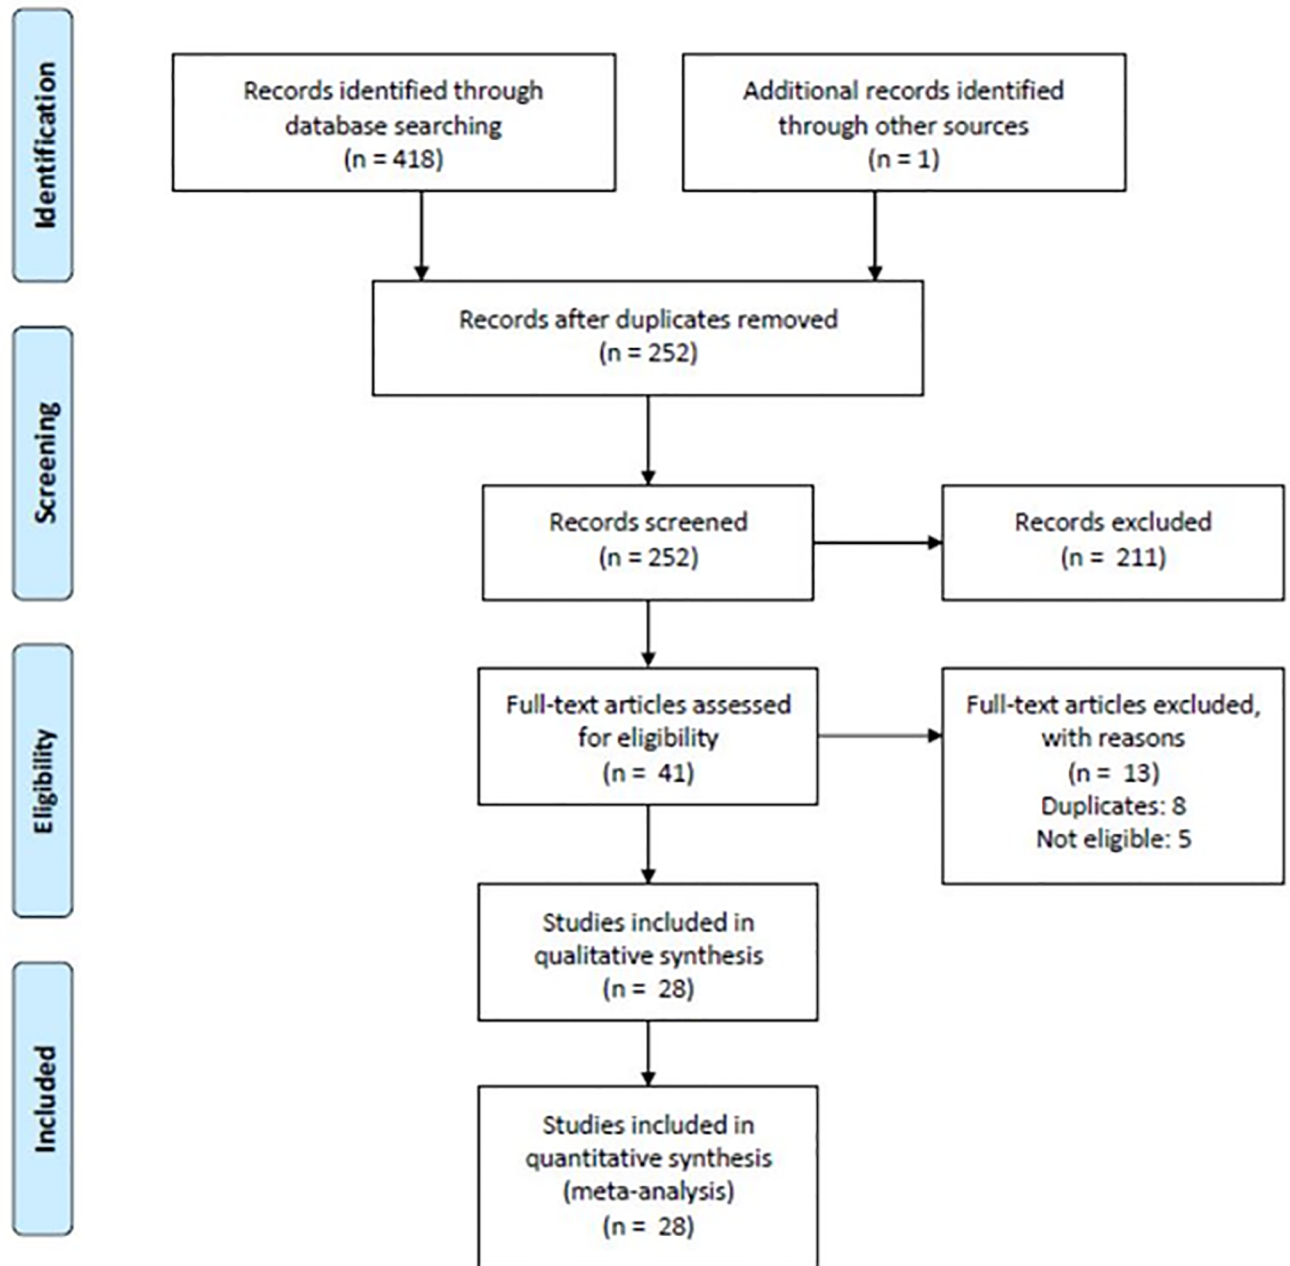 Identification
Records identified through
database searching
(n = 418)
Additional records identified
through other sources
(n = 1)
Records after duplicates removed
(n = 252)
Screening
Records screened
(n = 252)
Records excluded
(n = 211)
Eligibility
Full-text articles assessed
for eligibility
(n = 41)
Full-text articles excluded,
with reasons
(n = 13)
Duplicates: 8
Not eligible: 5
Studies included in
qualitative synthesis
(n = 28)
Included
Studies included in
quantitative synthesis
(meta-analysis)
(n = 28)